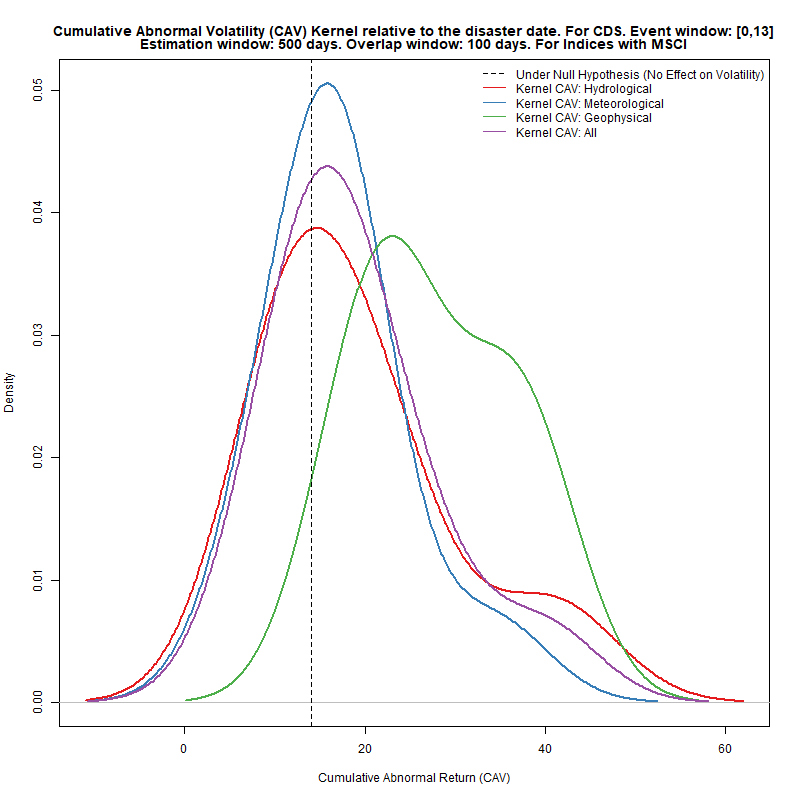 Cumulative Abnormal Volatility (CAV) Kernel relative to the disaster date. For CDS. Event window: [0,13]
Estimation window: 500 days. Overlap window: 100 days. For Indices with MSCI
Under Null Hypothesis (No Effect on Volatility)
Kernel CAV: Hydrological
Kernel CAV: Meteorological
Kernel CAV: Geophysical
Kernel CAV: All
0.05
0.04
0.03
0.02
0.01
0.00
Density
0 20 40 60
Cumulative Abnormal Return (CAV)